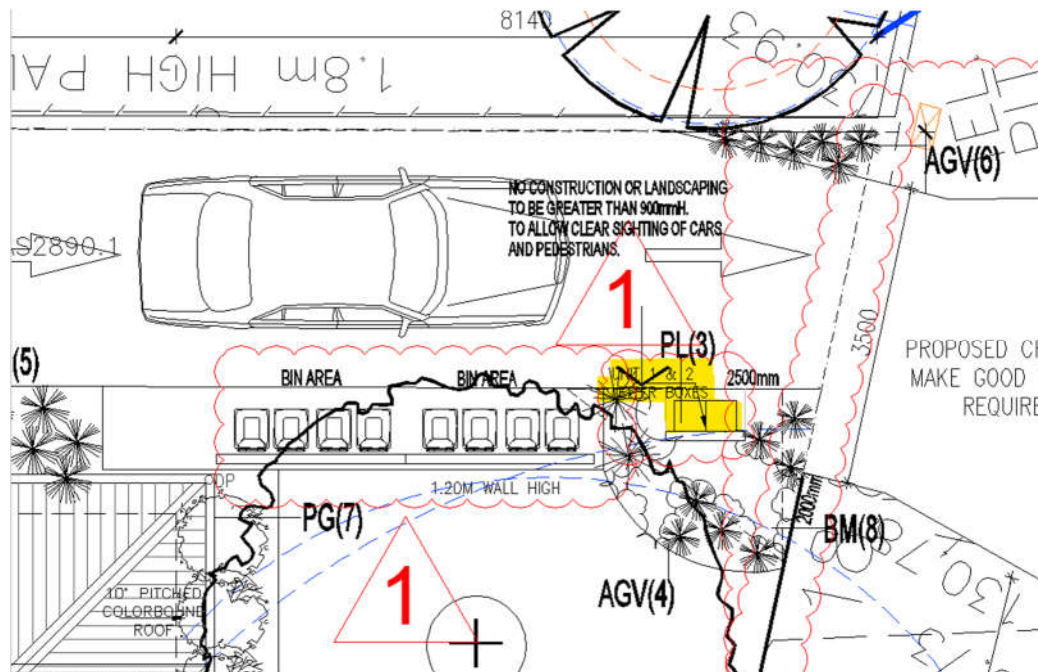 8140
1.8m HIGH PAL
NO CONSTRUCTION OR LANDSCAPING
TO BE GREATER THAN 900mmH.
TO ALLOW CLEAR SIGHTING OF CARS
AND PEDESTRIANS.
AGV(6)
S2890.1
1
3500
PL(3)
(5)
BIN AREA
BIN AREA
UNIT 1 & 2
2500mm
BOXES
PROPOSED
MAKE GOOD
REQUIRE
1.20M WALL HIGH
DP
2000mm
PG(7)
BM(8)
10° PITCHED
COLORBOUND
ROOF
1
AGV(4)